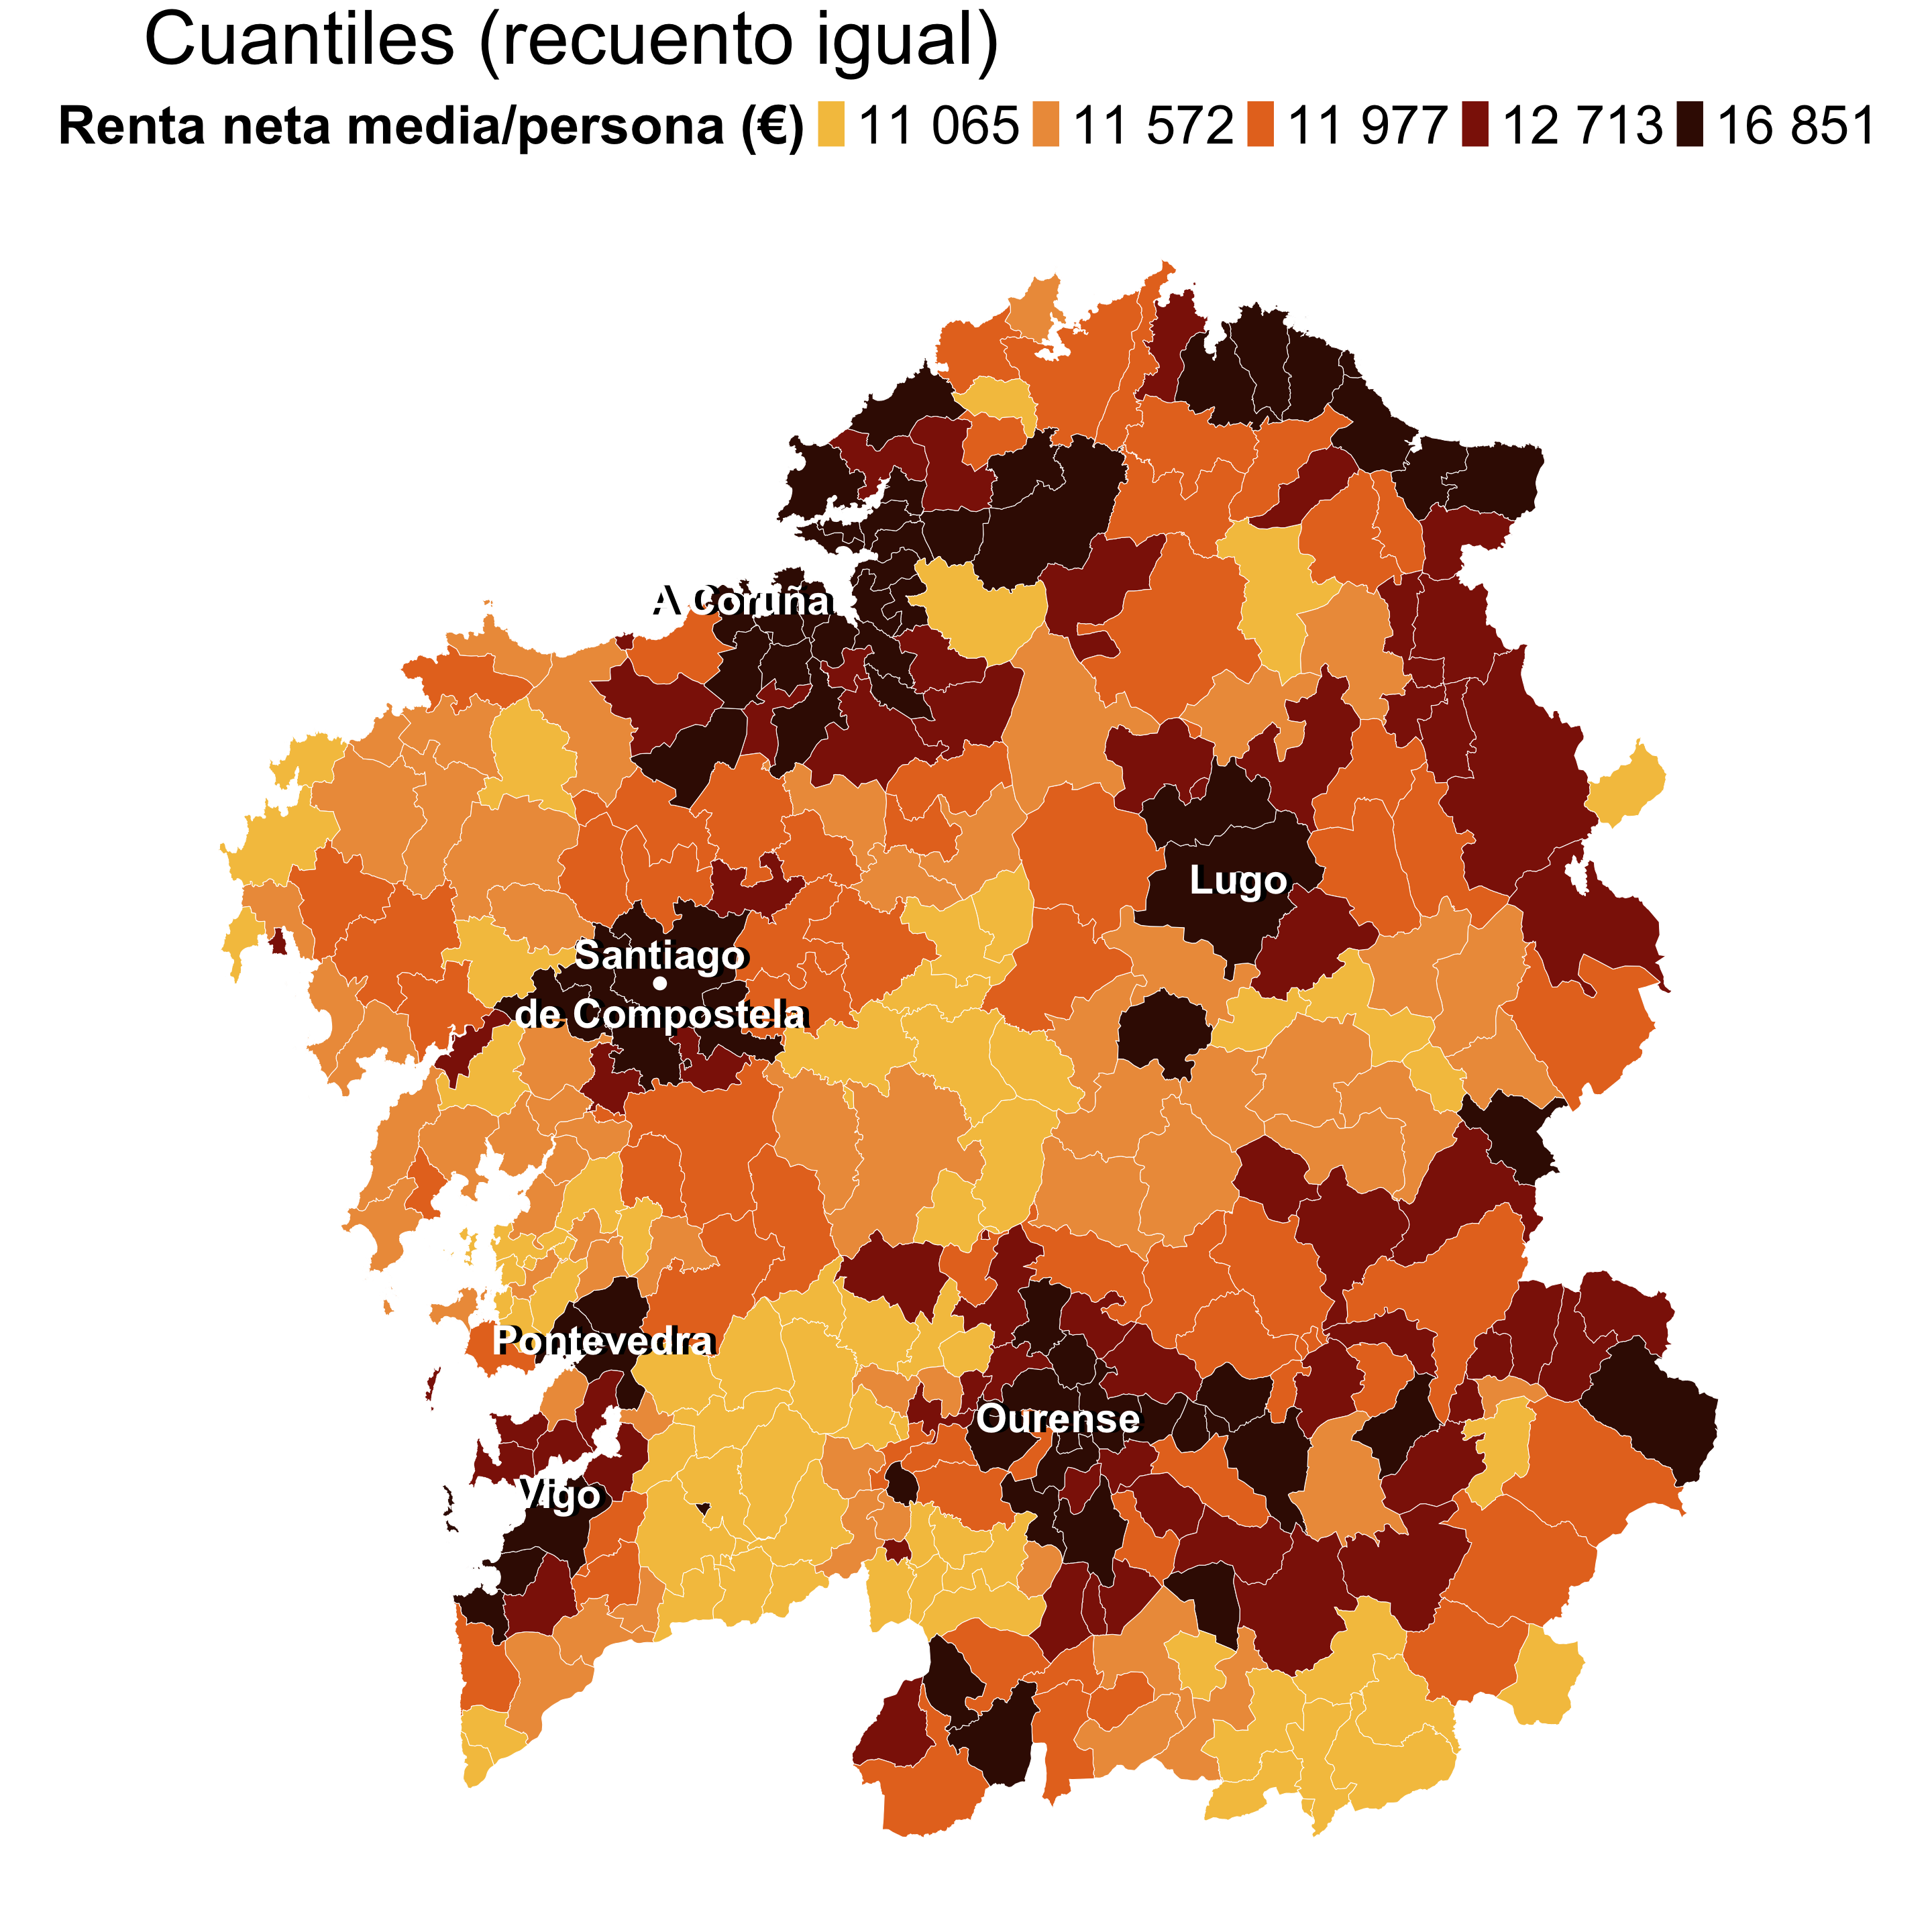 Cuantiles (recuento igual)
Renta neta media/persona (€) 11 065 11 572 11 977 12 713 16 851
A Coruña
Lugo
Santiago
de Compostela
Pontevedra
Ourense
Vigo